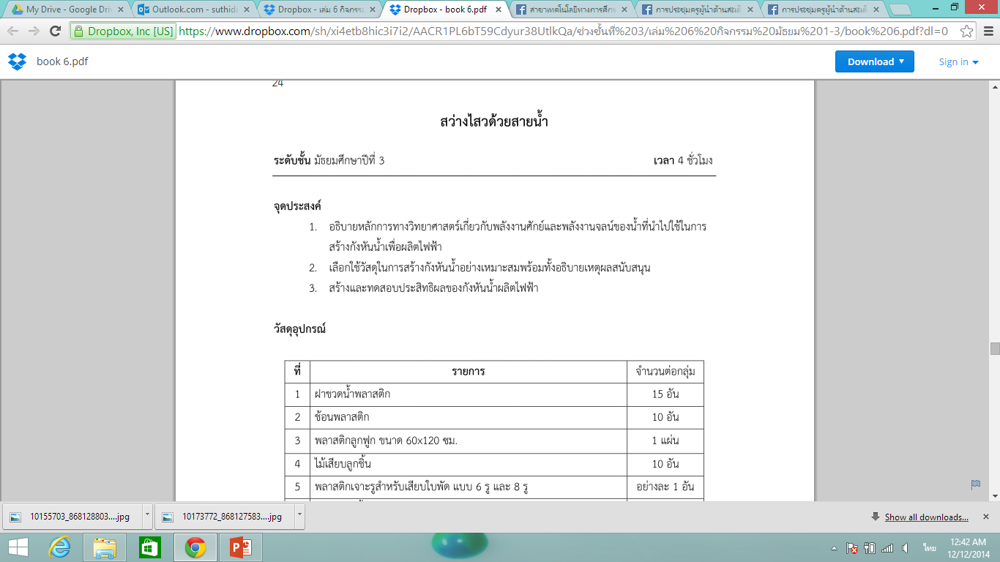 My Drive - Google Driv
Outlook.com - suthida
Dropbox - เล่ม 6 กิจกรรม
Dropbox - book 6.pdf
สาขาเทคโนโลยีทางการศึกษ
การประชุมครูผู้นำด้านสะเต็
การประชุมครูผู้นำด้านสะเต็
Dropbox, Inc [US] https://www.dropbox.com/sh/xi4etb8hic3i7i2/AACR1PL6bT59Cdyur38UtlkQa/ช่วงชั้นที่%203/เล่ม%206%20กิจกรรม%20มัธยม%201-3/book%206.pdf?dl=0
book 6.pdf
Download
Sign in
24
สว่างไสวด้วยสายน้ำ
ระดับชั้น มัธยมศึกษาปีที่ 3 เวลา 4 ชั่วโมง
จุดประสงค์
1. อธิบายหลักการทางวิทยาศาสตร์เกี่ยวกับพลังงานศักย์และพลังงานจลน์ของน้ำที่นำไปใช้ในการ
สร้างกังหันน้ำเพื่อผลิตไฟฟ้า
2. เลือกใช้วัสดุในการสร้างกังหันน้ำอย่างเหมาะสมพร้อมทั้งอธิบายเหตุผลสนับสนุน
3. สร้างและทดสอบประสิทธิผลของกังหันน้ำผลิตไฟฟ้า
วัสดุอุปกรณ์
ที่ รายการ จำนวนต่อกลุ่ม
1 ฝาขวดน้ำพลาสติก 15 อัน
2 ช้อนพลาสติก 10 อัน
3 พลาสติกลูกฟูก ขนาด 60x120 ซม. 1 แผ่น
4 ไม้เสียบลูกชิ้น 10 อัน
5 พลาสติกเจาะรูสำหรับเสียบใบพัด แบบ 6 รู และ 8 รู อย่างละ 1 อัน
10155703_868128803....jpg
10173772_868127583....jpg
Show all downloads...
ไทย
12:42 AM
12/12/2014